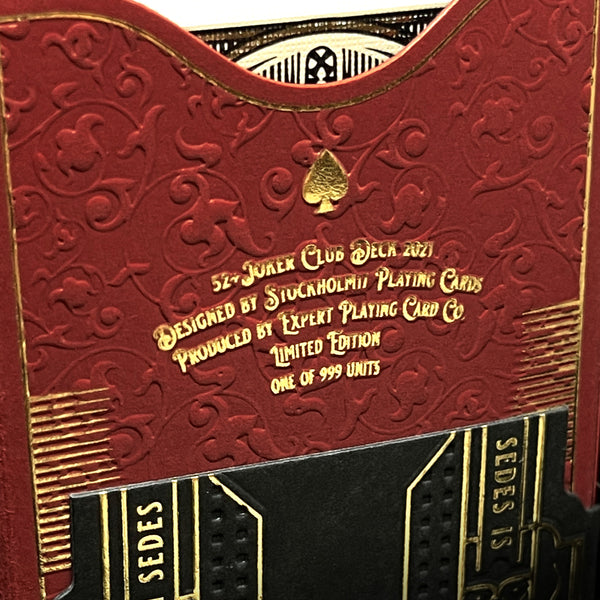 52+ Joker Club Deck 2021
Designed by Stockholm17 Playing Cards
Produced by Expert Playing Card Co.
Limited Edition
One of 999 Units
SEDES
SEDES IS